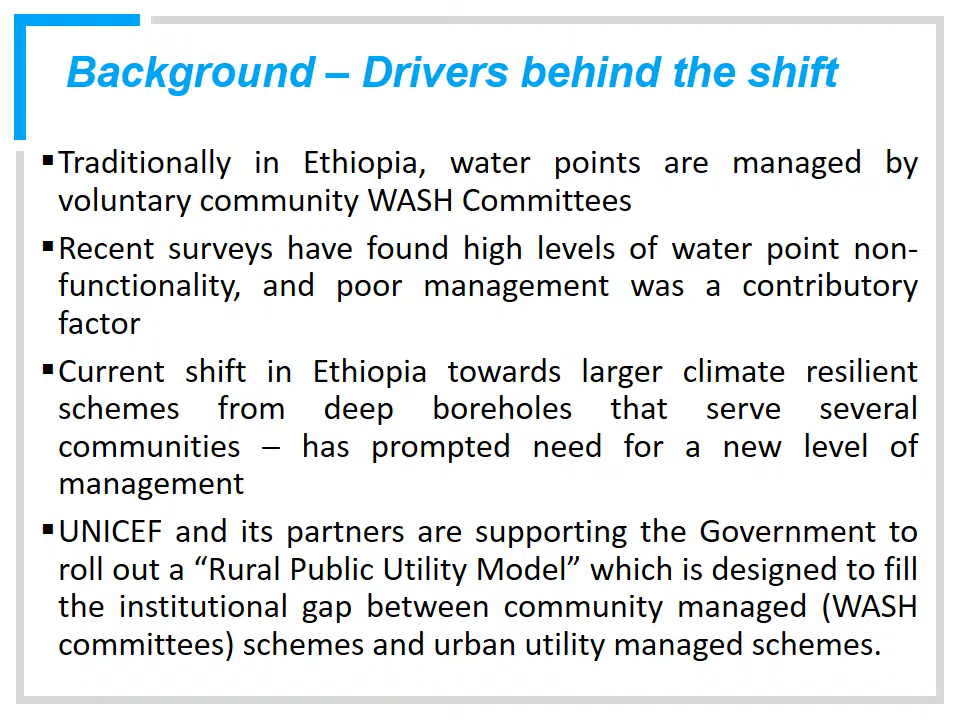 Background – Drivers behind the shift
▪Traditionally in Ethiopia, water points are managed by
voluntary community WASH Committees
▪Recent surveys have found high levels of water point non-
functionality, and poor management was a contributory
factor
▪Current shift in Ethiopia towards larger climate resilient
schemes from deep boreholes that serve several
communities – has prompted need for a new level of
management
▪UNICEF and its partners are supporting the Government to
roll out a “Rural Public Utility Model” which is designed to fill
the institutional gap between community managed (WASH
committees) schemes and urban utility managed schemes.